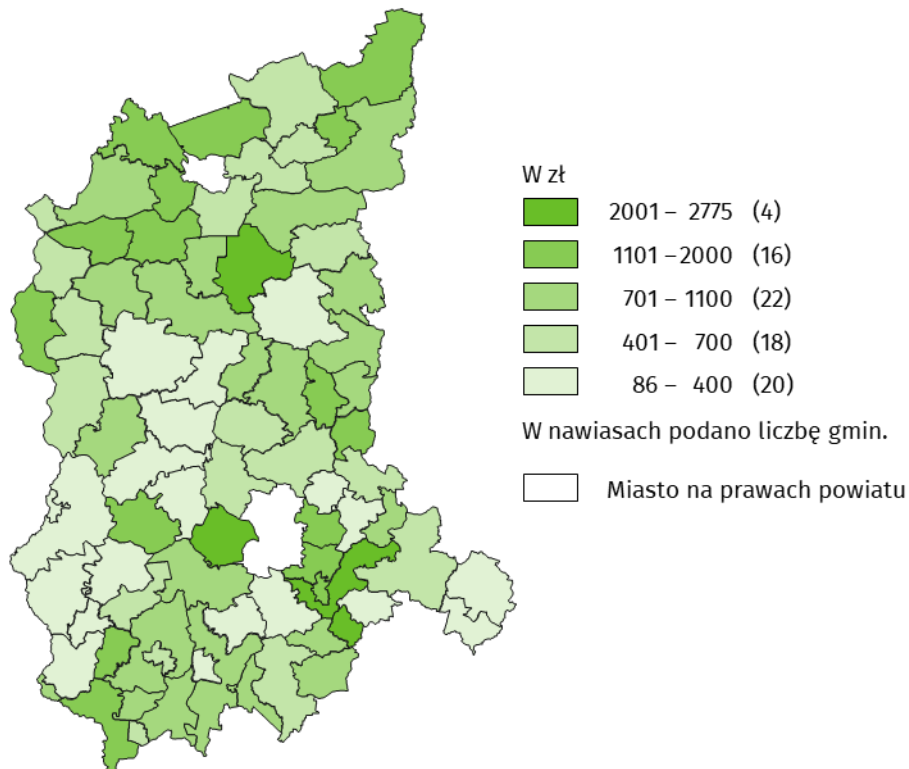 W zł
2001 – 2775 (4)
1101 – 2000 (16)
701 – 1100 (22)
401 – 700 (18)
86 – 400 (20)
W nawiasach podano liczbę gmin.
Miasto na prawach powiatu